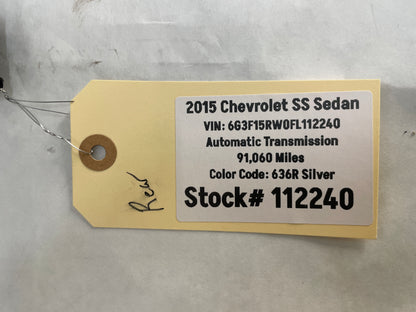 2015 Chevrolet SS Sedan
VIN: 6G3F15RW0FL112240
Automatic Transmission
91,060 Miles
Color Code: 636R Silver
Stock# 112240
Rear